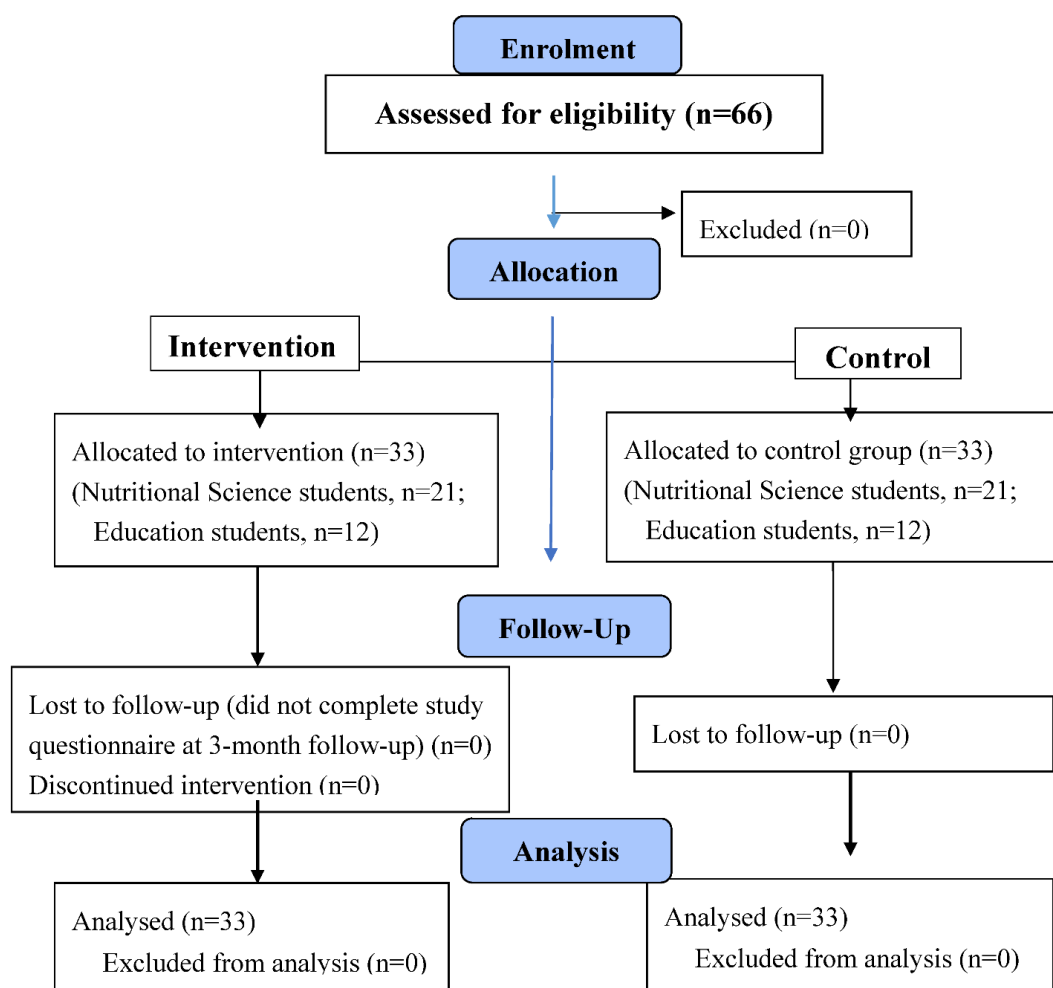 Enrolment
Assessed for eligibility (n=66)
Excluded (n=0)
Allocation
Intervention
Control
Allocated to intervention (n=33)
(Nutritional Science students, n=21;
Education students, n=12)
Allocated to control group (n=33)
(Nutritional Science students, n=21;
Education students, n=12)
Follow-Up
Lost to follow-up (did not complete study
questionnaire at 3-month follow-up) (n=0)
Discontinued intervention (n=0)
Lost to follow-up (n=0)
Analysis
Analysed (n=33)
Excluded from analysis (n=0)
Analysed (n=33)
Excluded from analysis (n=0)